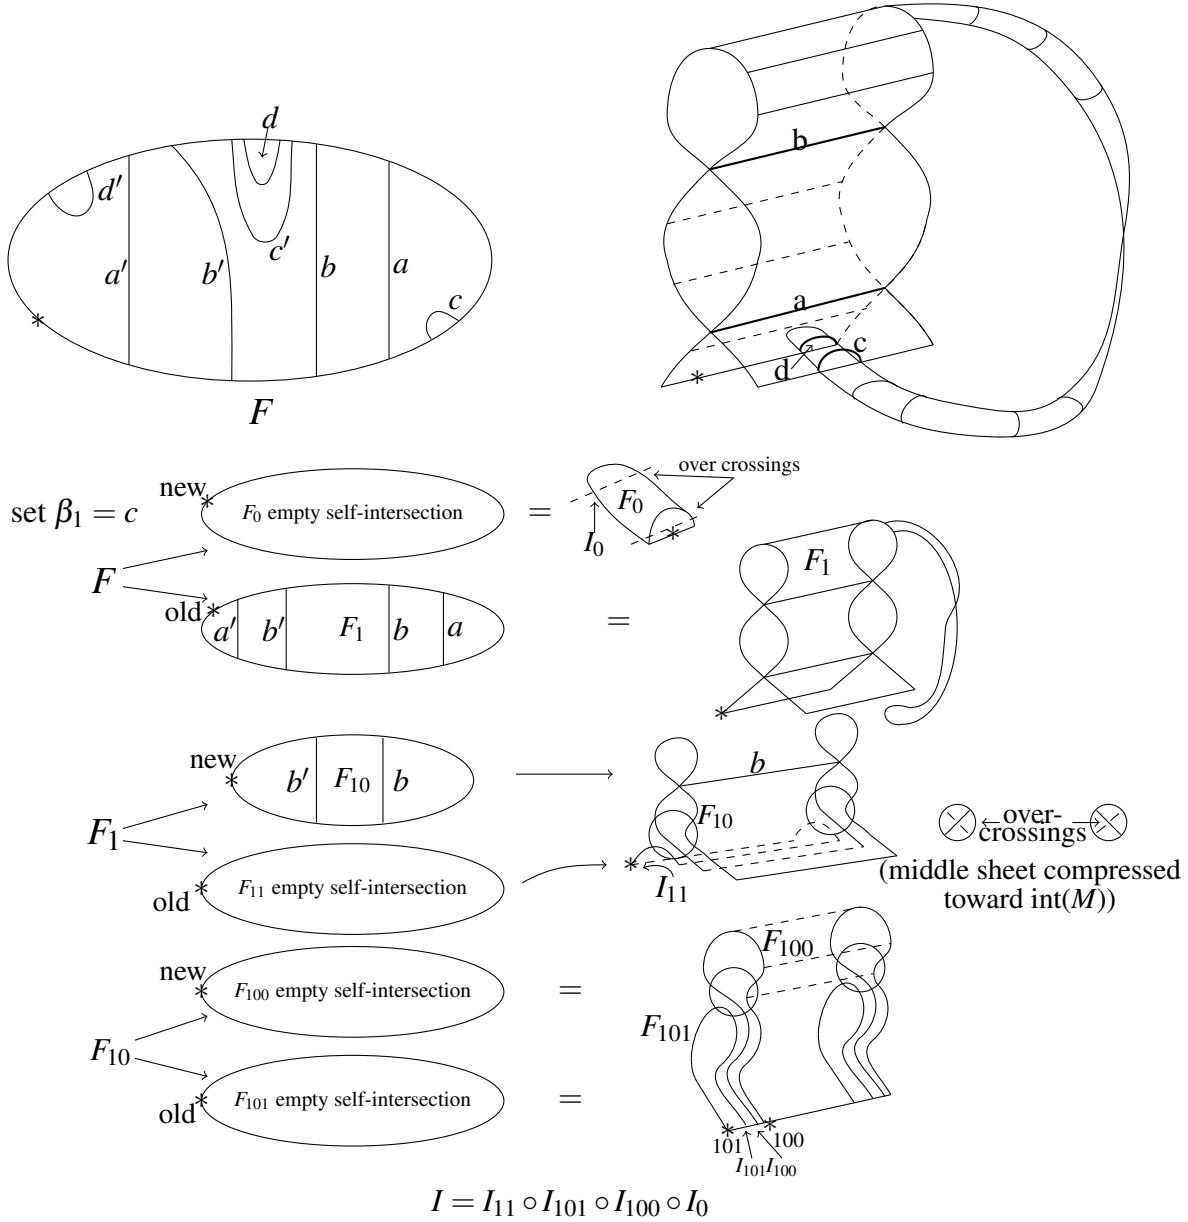 d
d′
a′
b′
c′
b
a
c
*
F
b
a
d
c
*
set β₁ = c
new
*
F₀ empty self-intersection
=
F₀
I₀
*
over crossings
F
old
*
a′
b′
F₁
b
a
=
F₁
*
new
*
b′
F₁₀
b
b
F₁₀
*
I₁₁
over-
crossings
(middle sheet compressed
toward int(M))
F₁
old
*
F₁₁ empty self-intersection
new
*
F₁₀₀ empty self-intersection
=
F₁₀₀
F₁₀₁
F₁₀
old
*
F₁₀₁ empty self-intersection
=
*
*
101
100
I₁₀₁
I₁₀₀
I = I₁₁ ∘ I₁₀₁ ∘ I₁₀₀ ∘ I₀